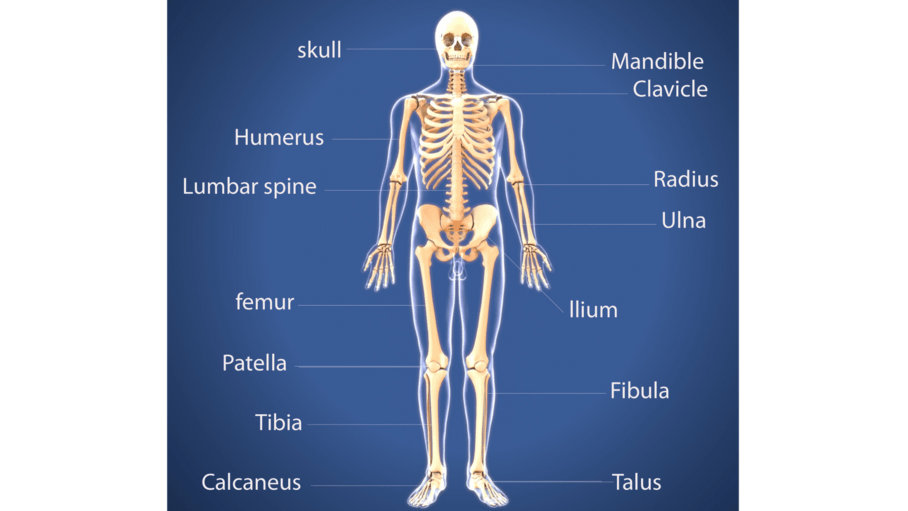 skull
Mandible
Clavicle
Humerus
Lumbar spine
Radius
Ulna
femur
Ilium
Patella
Fibula
Tibia
Calcaneus
Talus